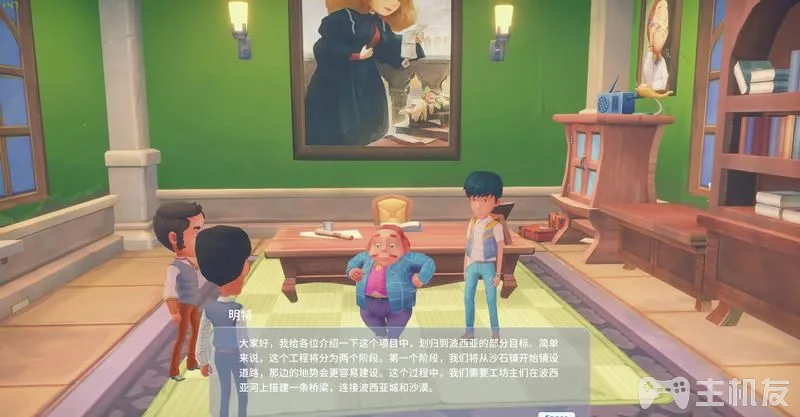 147
明特
大家好，我给各位介绍一下这个项目中，划归到波西亚的部分目标。简单
来说，这个工程将分为两个阶段。第一个阶段，我们将从沙石镇开始铺设
道路，那边的地势会更容易建设。这个过程中，我们需要工坊主们在波西
亚河上搭建一条桥梁，连接波西亚城和沙漠。
Space
主机友